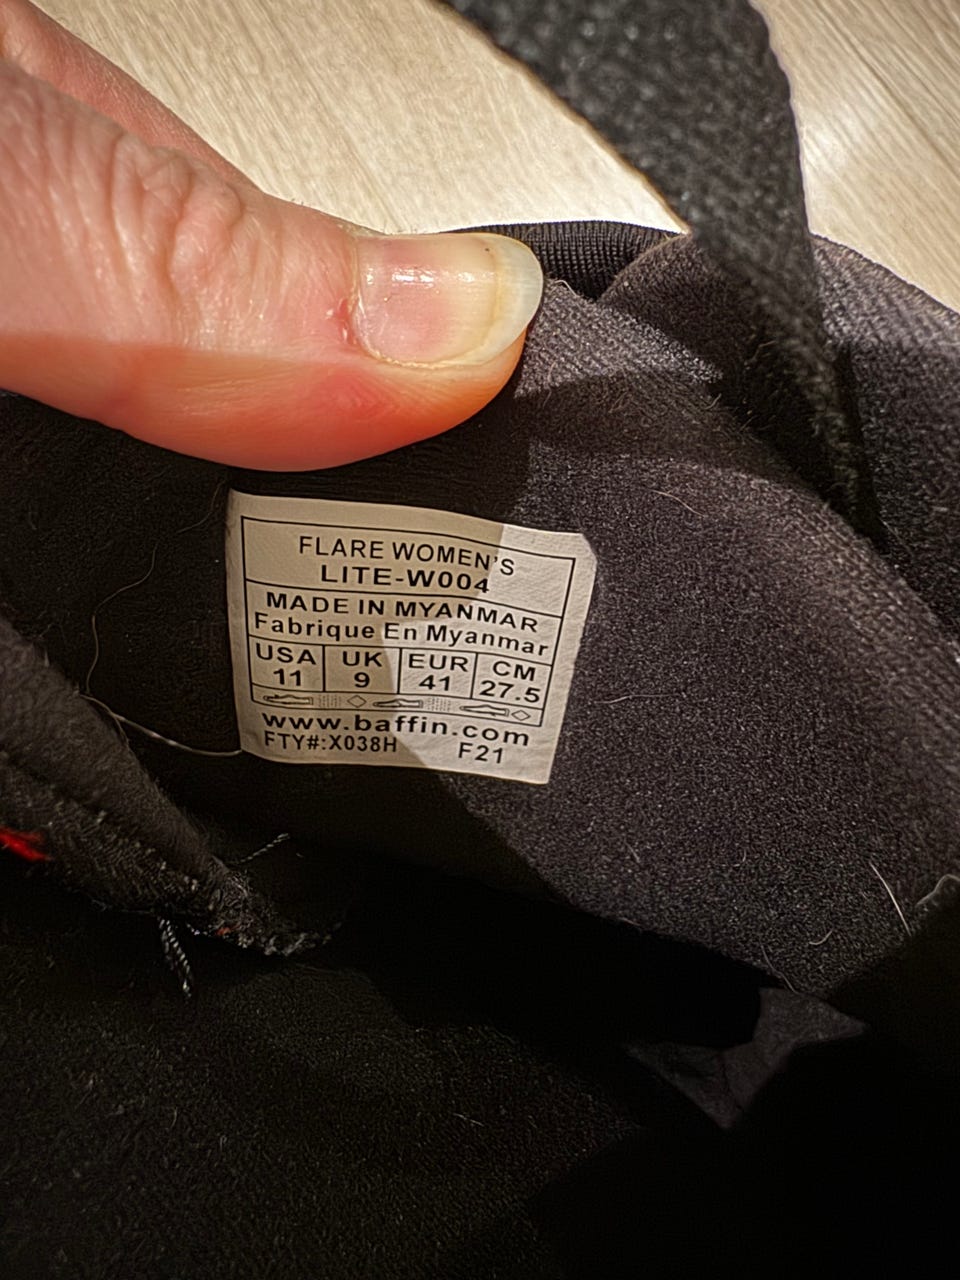 FLARE WOMEN'S
LITE-W004
MADE IN MYANMAR
Fabrique En Myanmar
USA UK EUR CM
11 9 41 27.5
www.baffin.com
FTY#:X038H F21